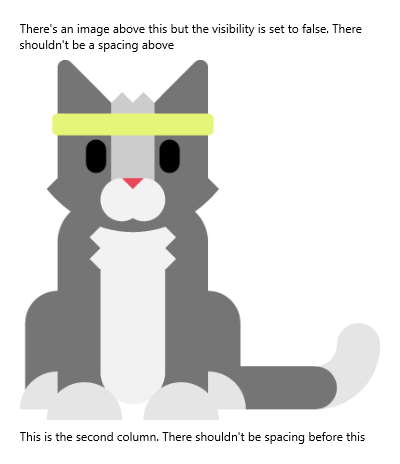 There's an image above this but the visibility is set to false. There
shouldn't be a spacing above
This is the second column. There shouldn't be spacing before this